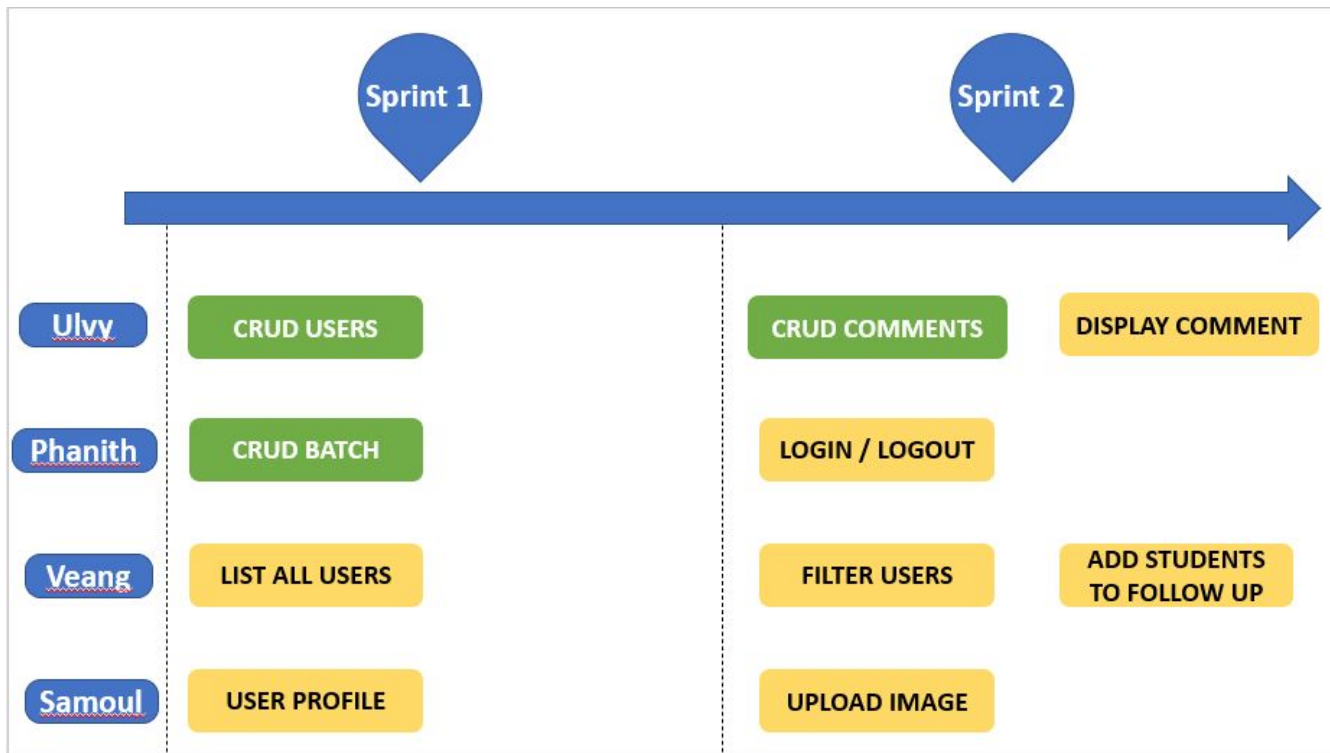 Sprint 1
Sprint 2
Ulvy
CRUD USERS
CRUD COMMENTS
DISPLAY COMMENT
Phanith
CRUD BATCH
LOGIN / LOGOUT
Veang
LIST ALL USERS
FILTER USERS
ADD STUDENTS
TO FOLLOW UP
Samoul
USER PROFILE
UPLOAD IMAGE